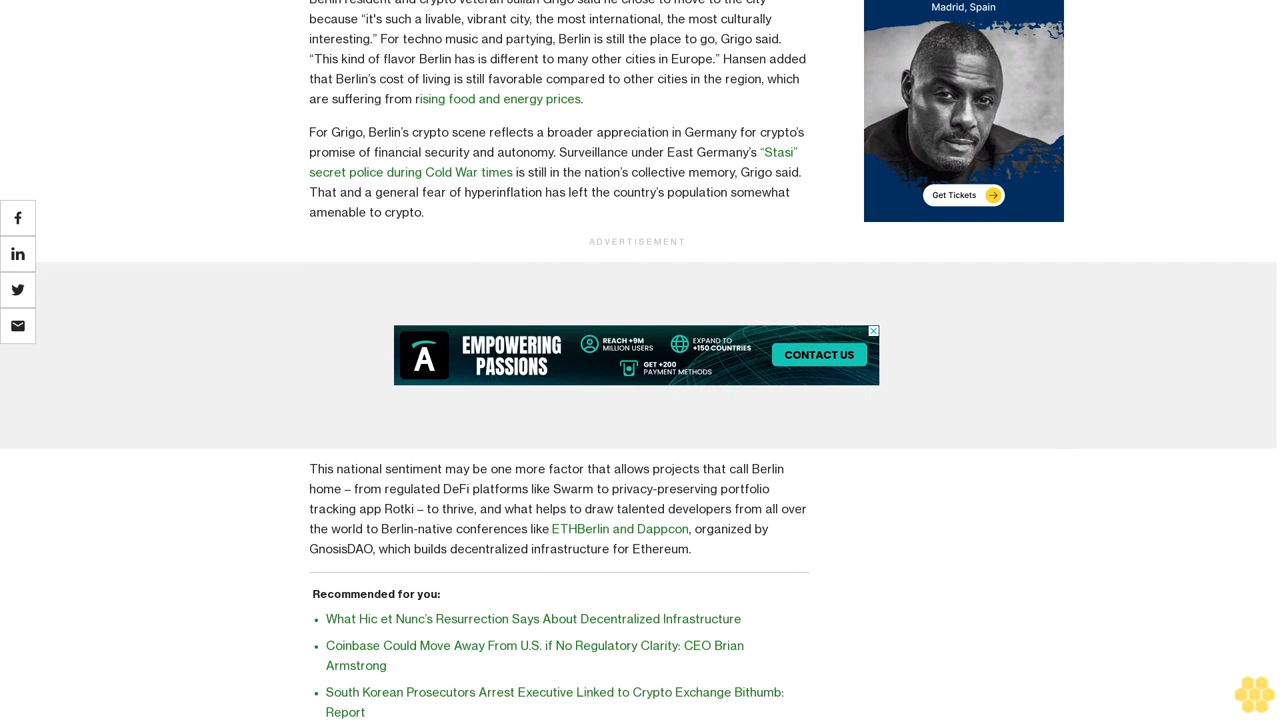 Berlin resident and crypto veteran Julian Grigo said he chose to move to the city
because “it's such a livable, vibrant city, the most international, the most culturally
interesting.” For techno music and partying, Berlin is still the place to go, Grigo said.
“This kind of flavor Berlin has is different to many other cities in Europe.” Hansen added
that Berlin’s cost of living is still favorable compared to other cities in the region, which
are suffering from rising food and energy prices.
For Grigo, Berlin’s crypto scene reflects a broader appreciation in Germany for crypto’s
promise of financial security and autonomy. Surveillance under East Germany’s “Stasi”
secret police during Cold War times is still in the nation’s collective memory, Grigo said.
That and a general fear of hyperinflation has left the country’s population somewhat
amenable to crypto.
Madrid, Spain
Get Tickets
ADVERTISEMENT
A
EMPOWERING
PASSIONS
REACH +9M
MILLION USERS
EXPAND TO
+150 COUNTRIES
GET +200
PAYMENT METHODS
CONTACT US
This national sentiment may be one more factor that allows projects that call Berlin
home – from regulated DeFi platforms like Swarm to privacy-preserving portfolio
tracking app Rotki – to thrive, and what helps to draw talented developers from all over
the world to Berlin-native conferences like ETHBerlin and Dappcon, organized by
GnosisDAO, which builds decentralized infrastructure for Ethereum.
Recommended for you:
• What Hic et Nunc’s Resurrection Says About Decentralized Infrastructure
• Coinbase Could Move Away From U.S. if No Regulatory Clarity: CEO Brian
Armstrong
• South Korean Prosecutors Arrest Executive Linked to Crypto Exchange Bithumb:
Report